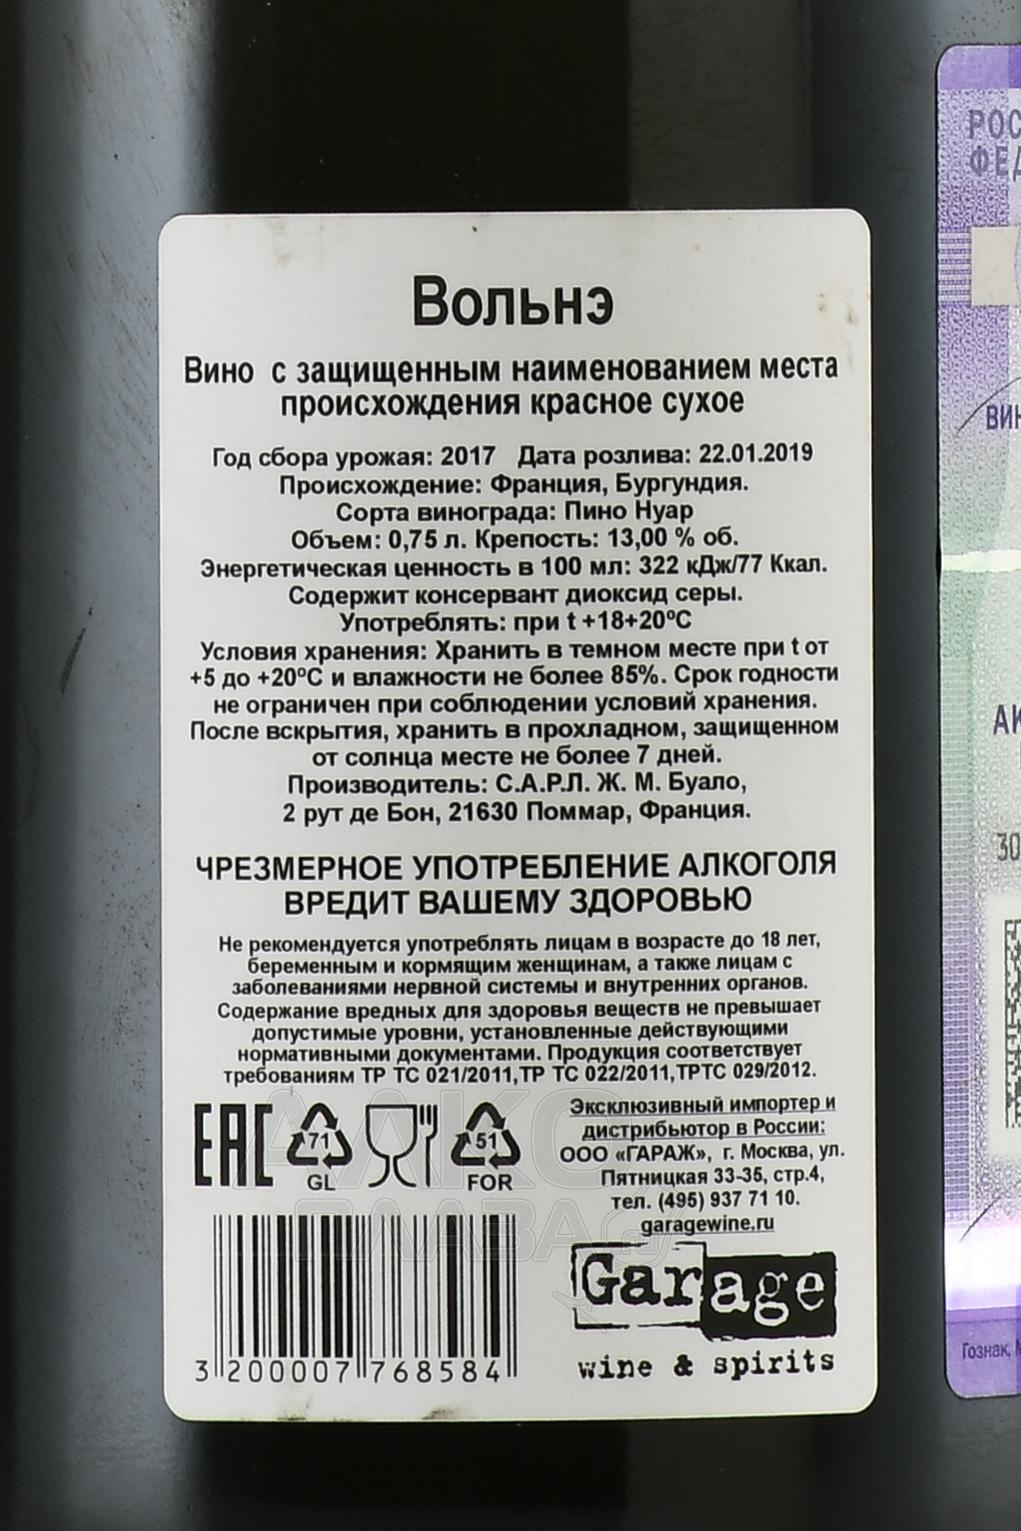 Вольнэ
Вино с защищенным наименованием места
происхождения красное сухое
Год сбора урожая: 2017 Дата розлива: 22.01.2019
Происхождение: Франция, Бургундия.
Сорта винограда: Пино Нуар
Объем: 0,75 л. Крепость: 13,00 % об.
Энергетическая ценность в 100 мл: 322 кДж/77 Ккал.
Содержит консервант диоксид серы.
Употреблять: при t +18+20ºC
Условия хранения: Хранить в темном месте при t от
+5 до +20ºC и влажности не более 85%. Срок годности
не ограничен при соблюдении условий хранения.
После вскрытия, хранить в прохладном, защищенном
от солнца месте не более 7 дней.
Производитель: С.А.Р.Л. Ж. М. Буало,
2 рут де Бон, 21630 Поммар, Франция.
ЧРЕЗМЕРНОЕ УПОТРЕБЛЕНИЕ АЛКОГОЛЯ
ВРЕДИТ ВАШЕМУ ЗДОРОВЬЮ
Не рекомендуется употреблять лицам в возрасте до 18 лет,
беременным и кормящим женщинам, а также лицам с
заболеваниями нервной системы и внутренних органов.
Содержание вредных для здоровья веществ не превышает
допустимые уровни, установленные действующими
нормативными документами. Продукция соответствует
требованиям ТР ТС 021/2011,ТР ТС 022/2011,ТРТС 029/2012.
EAC
71
GL
51
FOR
Эксклюзивный импортер и
дистрибьютор в России:
ООО «ГАРАЖ», г. Москва, ул.
Пятницкая 33-35, стр.4,
тел. (495) 937 71 10.
garagewine.ru
Garage
wine & spirits
3 200007 768584
АЛКО
ПЛАВА
РОС
ФЕД
ВИН
АК
30
Гознак,